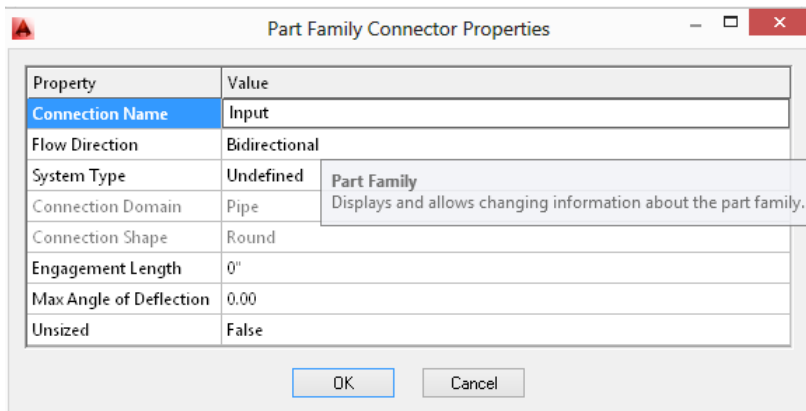 Part Family Connector Properties
Property Value
Connection Name Input
Flow Direction Bidirectional
System Type Undefined
Part Family
Displays and allows changing information about the part family.
Connection Domain Pipe
Connection Shape Round
Engagement Length 0"
Max Angle of Deflection 0.00
Unsized False
OK Cancel